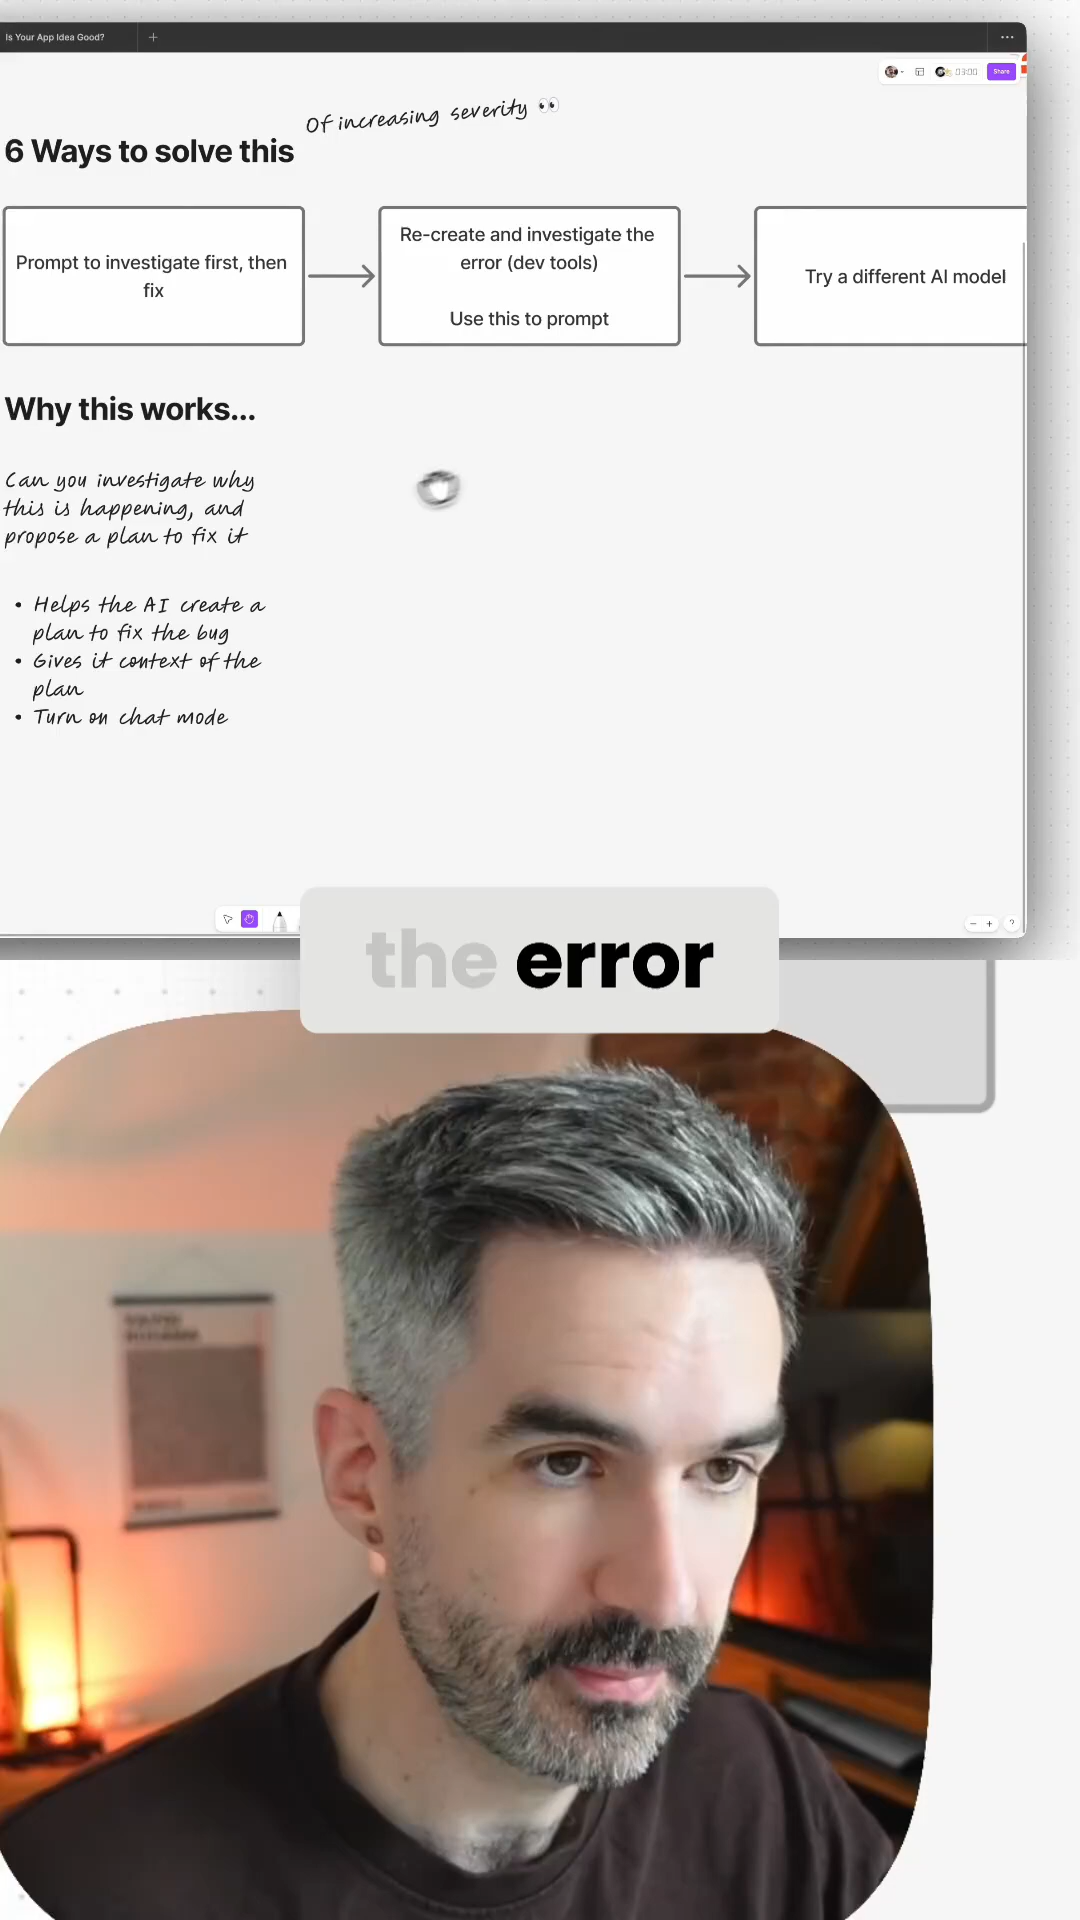 Is Your App Idea Good?
03:00
Share
Of increasing severity 👀
6 Ways to solve this
Prompt to investigate first, then
fix
Re-create and investigate the
error (dev tools)
Use this to prompt
Try a different AI model
Why this works...
Can you investigate why
this is happening, and
propose a plan to fix it
• Helps the AI create a
plan to fix the bug
• Gives it context of the
plan
• Turn on chat mode
the error